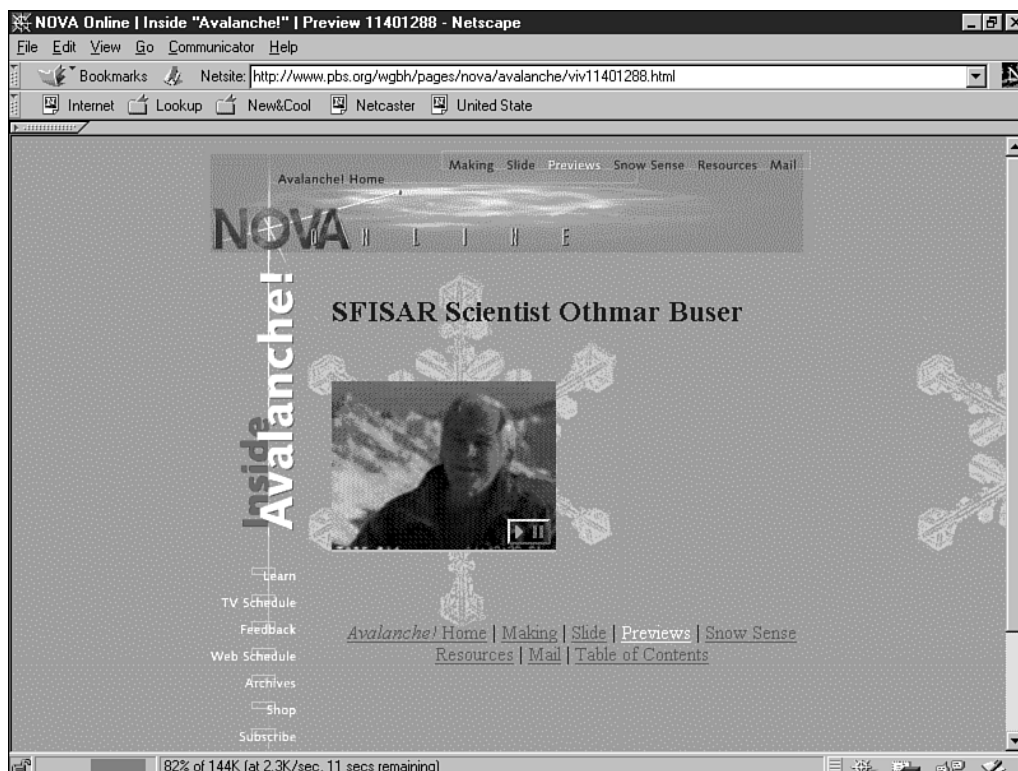 NOVA Online | Inside "Avalanche!" | Preview 11401288 - Netscape
File Edit View Go Communicator Help
Bookmarks Netsite: http://www.pbs.org/wgbh/pages/nova/avalanche/viv11401288.html
Internet Lookup New&Cool Netcaster United State
Making Slide Previews Snow Sense Resources Mail
Avalanche! Home
NOVA
ONLINE
Inside
Avalanche!
SFISAR Scientist Othmar Buser
Learn
TV Schedule
Feedback
Web Schedule
Archives
Shop
Subscribe
Avalanche! Home | Making | Slide | Previews | Snow Sense
Resources | Mail | Table of Contents
82% of 144K (at 2.3K/sec, 11 secs remaining)